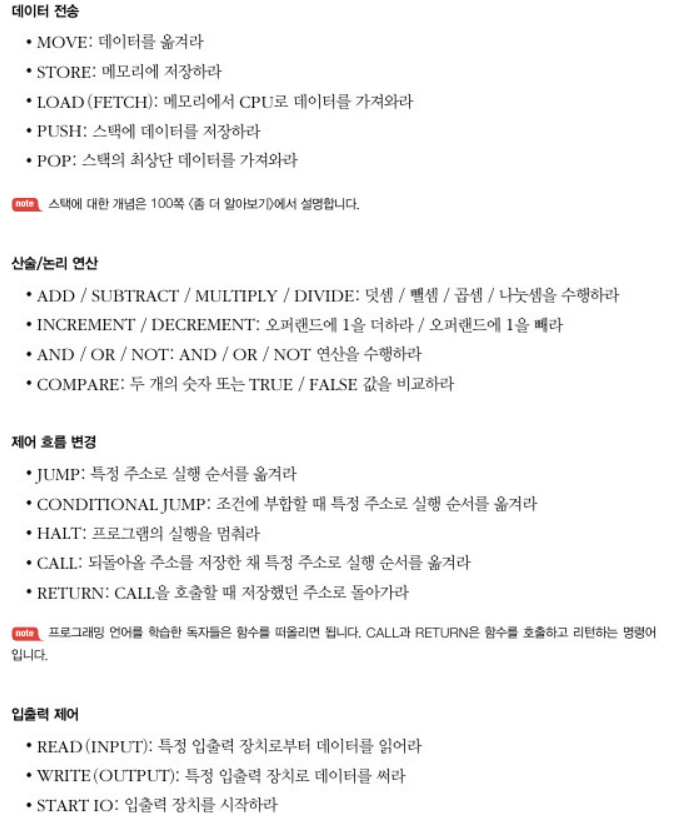 데이터 전송
• MOVE: 데이터를 옮겨라
• STORE: 메모리에 저장하라
• LOAD(FETCH): 메모리에서 CPU로 데이터를 가져와라
• PUSH: 스택에 데이터를 저장하라
• POP: 스택의 최상단 데이터를 가져와라
note 스택에 대한 개념은 100쪽 〈좀 더 알아보기〉에서 설명합니다.
산술/논리 연산
• ADD / SUBTRACT / MULTIPLY / DIVIDE: 덧셈 / 뺄셈 / 곱셈 / 나눗셈을 수행하라
• INCREMENT / DECREMENT: 오퍼랜드에 1을 더하라 / 오퍼랜드에 1을 빼라
• AND / OR / NOT: AND / OR / NOT 연산을 수행하라
• COMPARE: 두 개의 숫자 또는 TRUE / FALSE 값을 비교하라
제어 흐름 변경
• JUMP: 특정 주소로 실행 순서를 옮겨라
• CONDITIONAL JUMP: 조건에 부합할 때 특정 주소로 실행 순서를 옮겨라
• HALT: 프로그램의 실행을 멈춰라
• CALL: 되돌아올 주소를 저장한 채 특정 주소로 실행 순서를 옮겨라
• RETURN: CALL을 호출할 때 저장했던 주소로 돌아가라
note 프로그래밍 언어를 학습한 독자들은 함수를 떠올리면 됩니다. CALL과 RETURN은 함수를 호출하고 리턴하는 명령어
입니다.
입출력 제어
• READ(INPUT): 특정 입출력 장치로부터 데이터를 읽어라
• WRITE(OUTPUT): 특정 입출력 장치로 데이터를 써라
• START IO: 입출력 장치를 시작하라